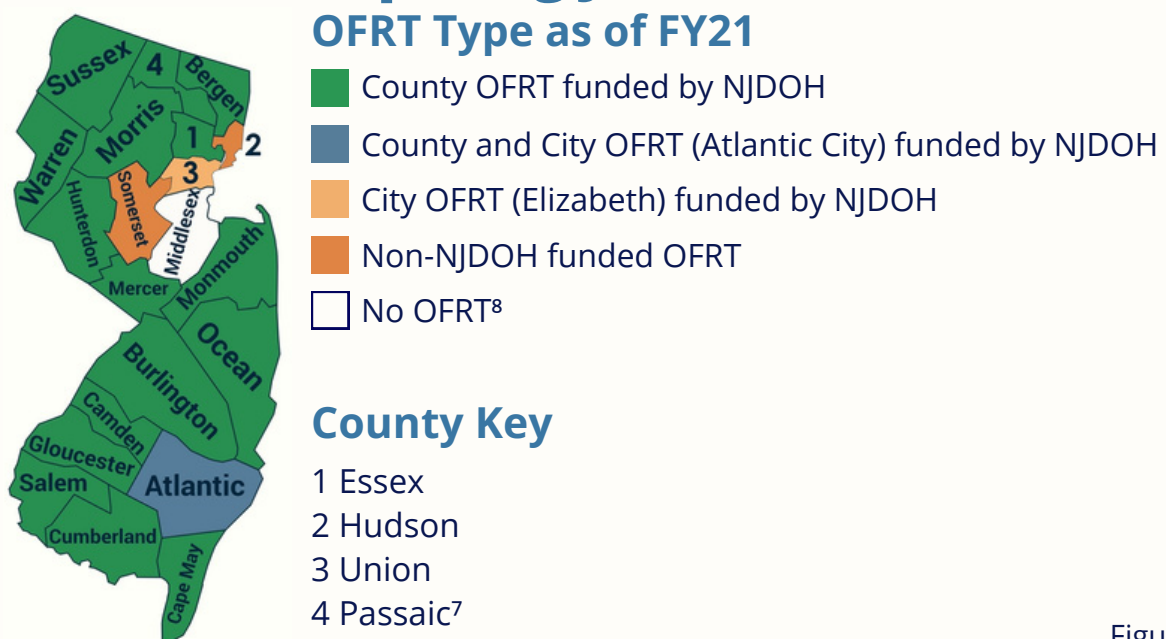 OFRT Type as of FY21
County OFRT funded by NJDOH
County and City OFRT (Atlantic City) funded by NJDOH
City OFRT (Elizabeth) funded by NJDOH
Non-NJDOH funded OFRT
No OFRT⁸
County Key
1 Essex
2 Hudson
3 Union
4 Passaic⁷
Sussex
4
Bergen
Morris
1
2
Warren
3
Somerset
Hunterdon
Middlesex
Monmouth
Mercer
Ocean
Burlington
Camden
Gloucester
Salem
Atlantic
Cumberland
Cape May